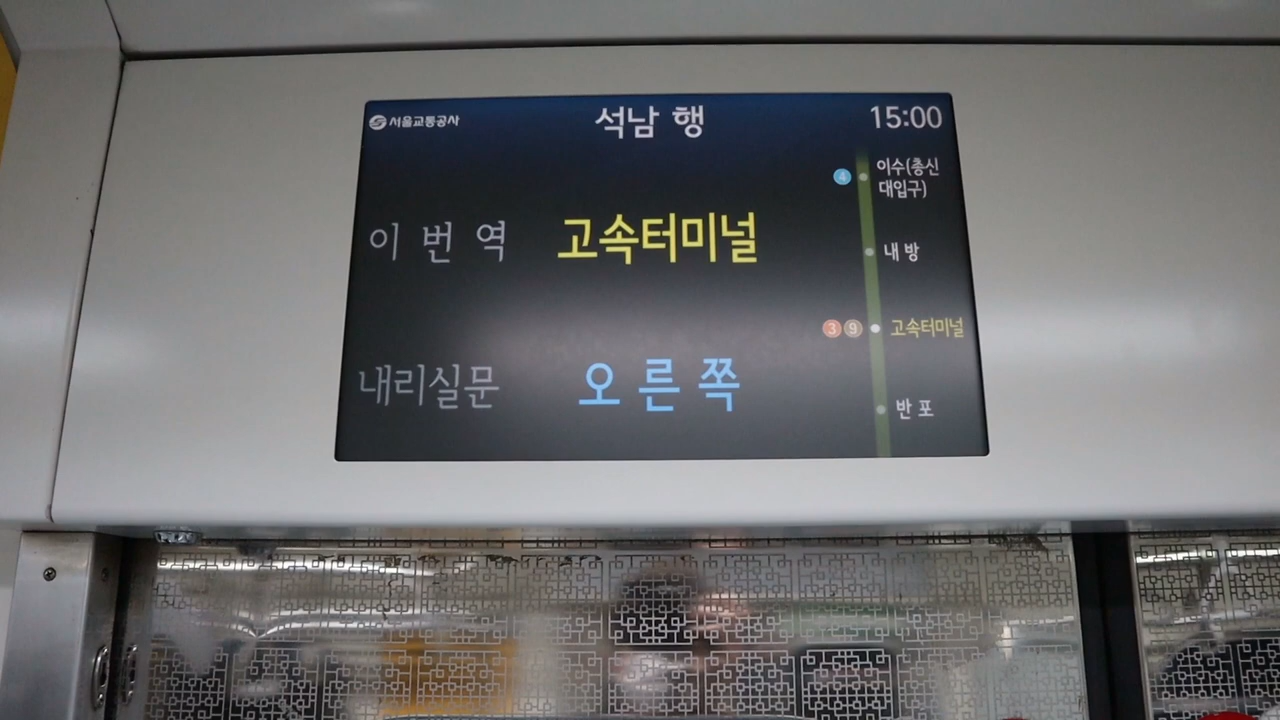 서울교통공사
석남 행
15:00
이번역 고속터미널
내리실문 오른쪽
4 이수(총신
대입구)
내방
3 9 고속터미널
반포